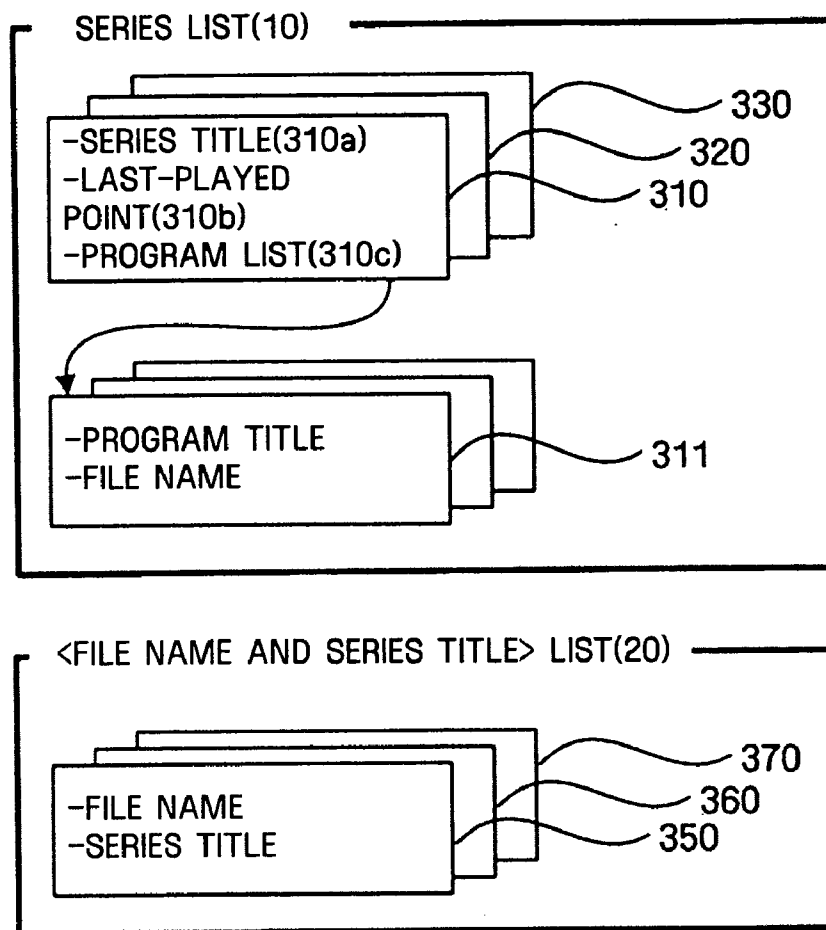 SERIES LIST(10)
-SERIES TITLE(310a)
-LAST-PLAYED
POINT(310b)
-PROGRAM LIST(310c)
330
320
310
-PROGRAM TITLE
-FILE NAME
311
<FILE NAME AND SERIES TITLE> LIST(20)
-FILE NAME
-SERIES TITLE
370
360
350